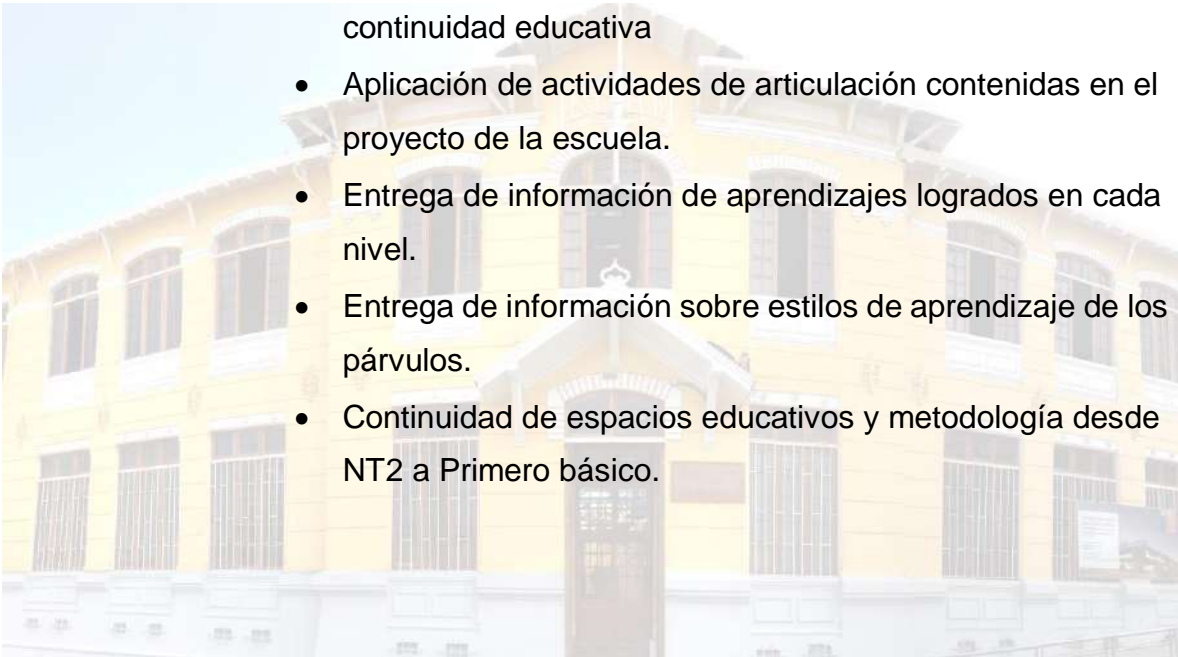 continuidad educativa
• Aplicación de actividades de articulación contenidas en el
proyecto de la escuela.
• Entrega de información de aprendizajes logrados en cada
nivel.
• Entrega de información sobre estilos de aprendizaje de los
párvulos.
• Continuidad de espacios educativos y metodología desde
NT2 a Primero básico.